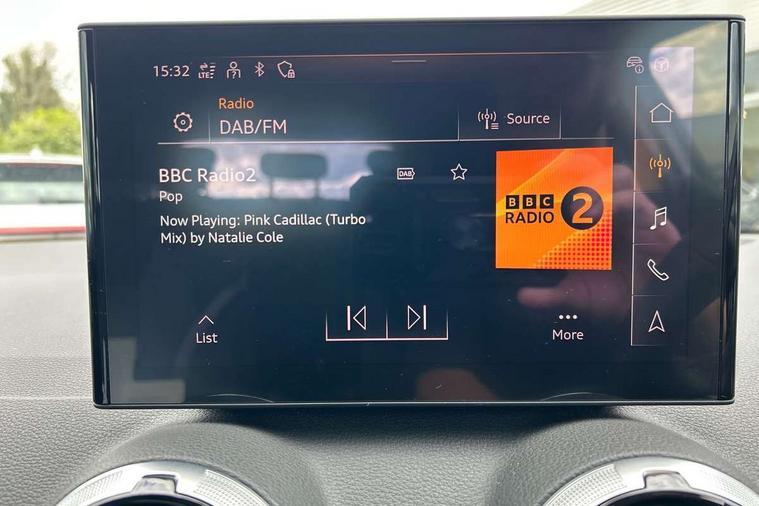 15:32 LTE
Radio
DAB/FM
Source
BBC Radio2
DAB
Pop
Now Playing: Pink Cadillac (Turbo
Mix) by Natalie Cole
BBC
RADIO 2
List
More